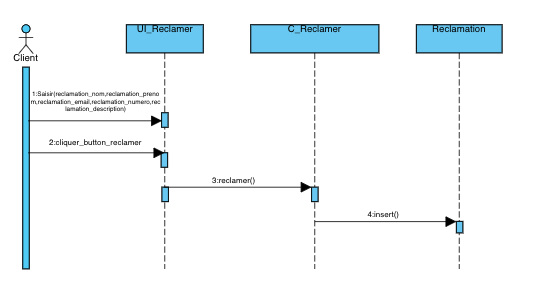 UI_Reclamer
C_Reclamer
Reclamation
Client
1:Saisir(reclamation_nom,reclamation_preno
m,reclamation_email,reclamation_numero,rec
lamation_description)
2:cliquer_button_reclamer
3:reclamer()
4:insert()